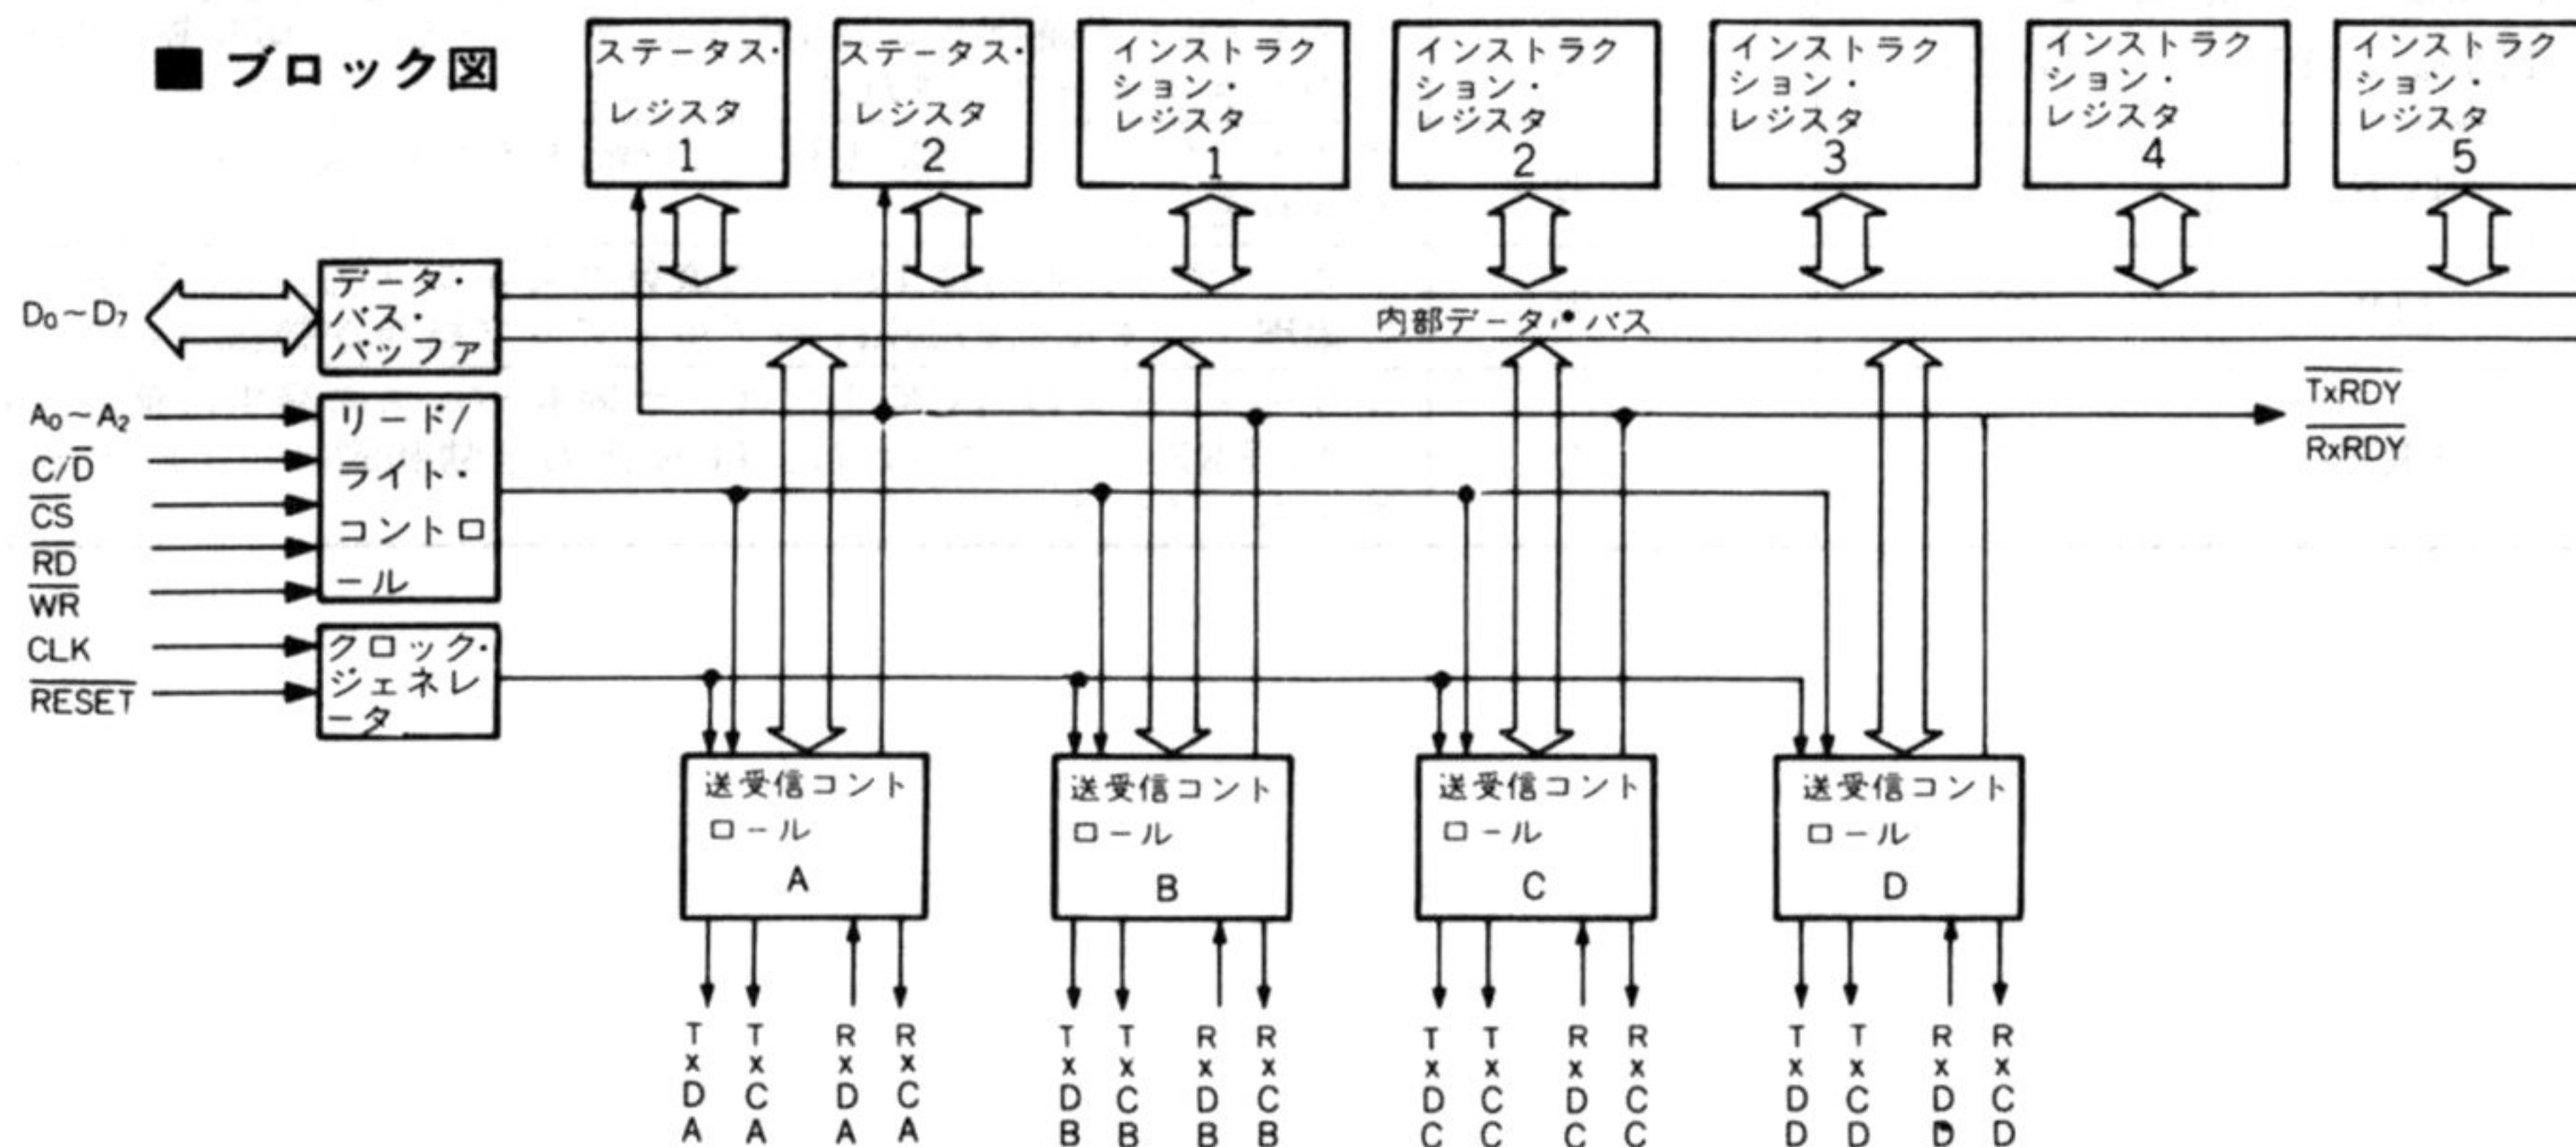 ■ ブロック図
ステータス・
レジスタ
1
ステータス・
レジスタ
2
インストラク
ション・
レジスタ
1
インストラク
ション・
レジスタ
2
インストラク
ション・
レジスタ
3
インストラク
ション・
レジスタ
4
インストラク
ション・
レジスタ
5
D₀~D₇
データ・
バス・
バッファ
内部データ・バス
A₀~A₂
C/D̅
C̅S̅
R̅D̅
W̅R̅
リード/
ライト・
コントロ
ール
T̅x̅R̅D̅Y̅
R̅x̅R̅D̅Y̅
CLK
R̅E̅S̅E̅T̅
クロック・
ジェネレ
ータ
送受信コント
ロール
A
送受信コント
ロール
B
送受信コント
ロール
C
送受信コント
ロール
D
TxDA
TxCA
RxDA
RxCA
TxDB
TxCB
RxDB
RxCB
TxDC
TxCC
RxDC
RxCC
TxDD
TxCD
RxDD
RxCD